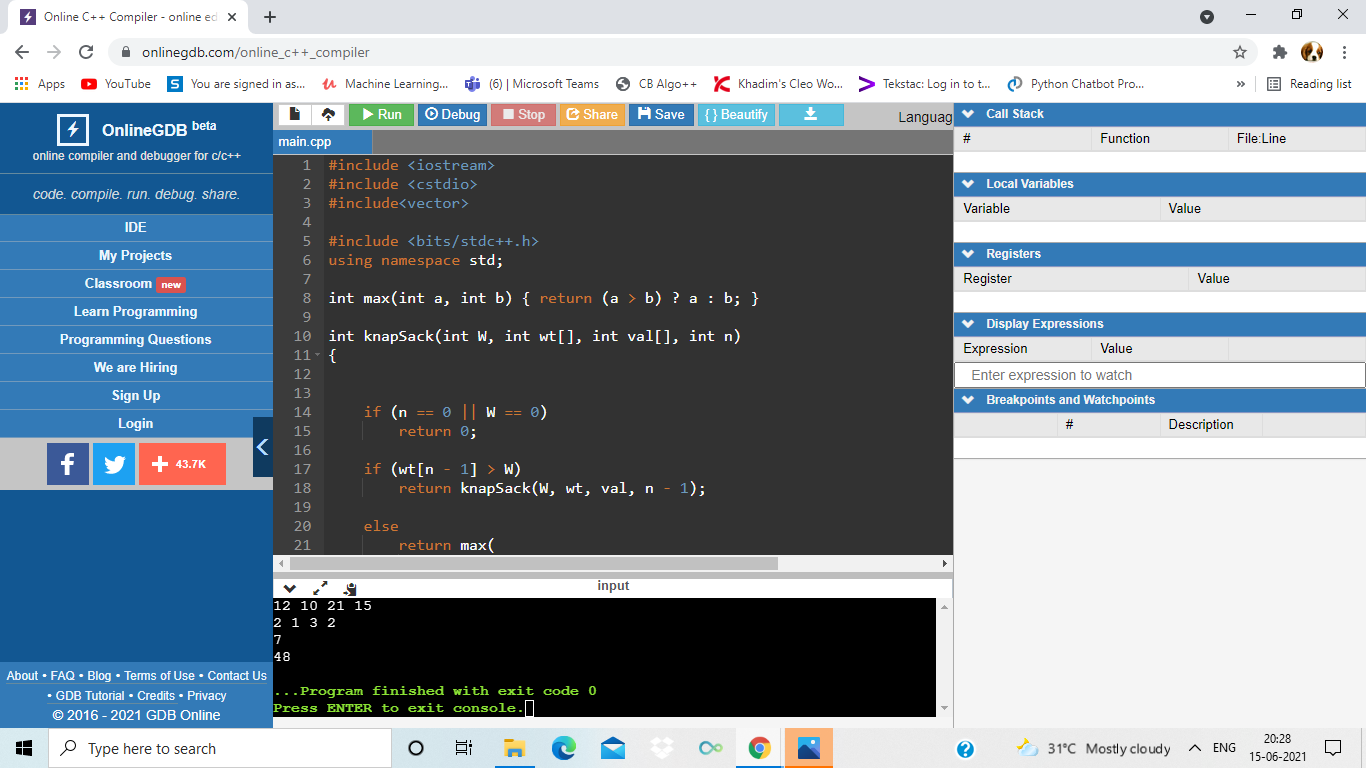 Online C++ Compiler - online ed
onlinegdb.com/online_c++_compiler
Apps YouTube You are signed in as... Machine Learning... (6) | Microsoft Teams CB Algo++ Khadim's Cleo Wo... Tekstac: Log in to t... Python Chatbot Pro... » Reading list
OnlineGDB beta
online compiler and debugger for c/c++
code. compile. run. debug. share.
IDE
My Projects
Classroom new
Learn Programming
Programming Questions
We are Hiring
Sign Up
Login
43.7K
About • FAQ • Blog • Terms of Use • Contact Us
• GDB Tutorial • Credits • Privacy
© 2016 - 2021 GDB Online
Run Debug Stop Share Save { } Beautify Languag
main.cpp
1 #include <iostream>
2 #include <cstdio>
3 #include<vector>
4
5 #include <bits/stdc++.h>
6 using namespace std;
7
8 int max(int a, int b) { return (a > b) ? a : b; }
9
10 int knapSack(int W, int wt[], int val[], int n)
11 {
12
13
14 if (n == 0 || W == 0)
15 return 0;
16
17 if (wt[n - 1] > W)
18 return knapSack(W, wt, val, n - 1);
19
20 else
21 return max(
input
12 10 21 15
2 1 3 2
7
48
...Program finished with exit code 0
Press ENTER to exit console.
Call Stack
# Function File:Line
Local Variables
Variable Value
Registers
Register Value
Display Expressions
Expression Value
Enter expression to watch
Breakpoints and Watchpoints
# Description
Type here to search
31°C Mostly cloudy
ENG
20:28
15-06-2021